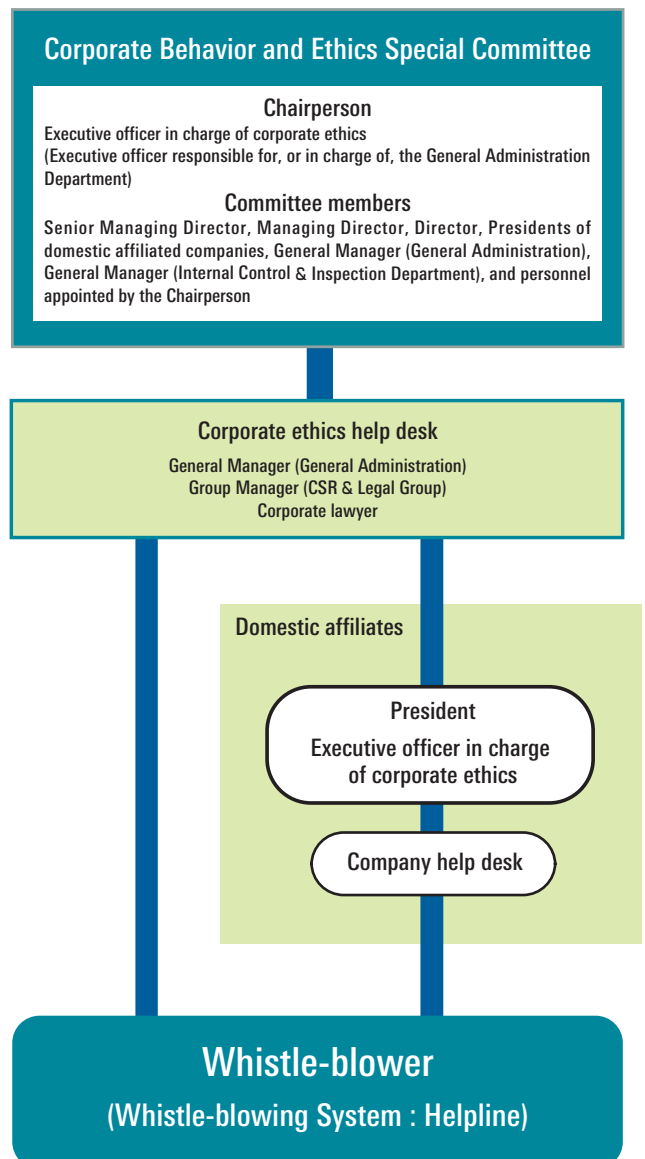 Corporate Behavior and Ethics Special Committee
Chairperson
Executive officer in charge of corporate ethics
(Executive officer responsible for, or in charge of, the General Administration
Department)
Committee members
Senior Managing Director, Managing Director, Director, Presidents of
domestic affiliated companies, General Manager (General Administration),
General Manager (Internal Control & Inspection Department), and personnel
appointed by the Chairperson
Corporate ethics help desk
General Manager (General Administration)
Group Manager (CSR & Legal Group)
Corporate lawyer
Domestic affiliates
President
Executive officer in charge
of corporate ethics
Company help desk
Whistle-blower
(Whistle-blowing System : Helpline)